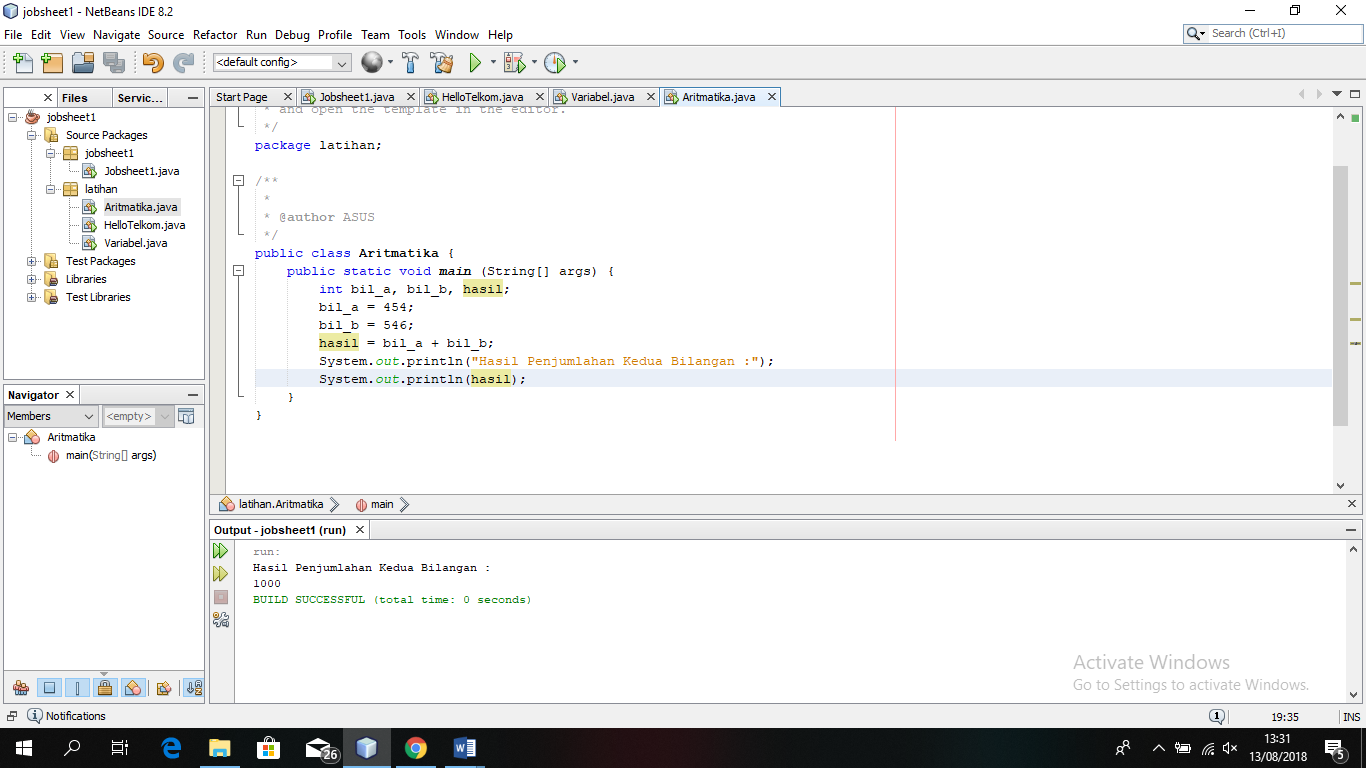 jobsheet1 - NetBeans IDE 8.2
File Edit View Navigate Source Refactor Run Debug Profile Team Tools Window Help
Search (Ctrl+I)
<default config>
Files Servic...
Start Page Jobsheet1.java HelloTelkom.java Variabel.java Aritmatika.java
jobsheet1
Source Packages
jobsheet1
Jobsheet1.java
latihan
Aritmatika.java
HelloTelkom.java
Variabel.java
Test Packages
Libraries
Test Libraries
* and open the template in the editor.
*/
package latihan;
/**
*
* @author ASUS
*/
public class Aritmatika {
public static void main (String[] args) {
int bil_a, bil_b, hasil;
bil_a = 454;
bil_b = 546;
hasil = bil_a + bil_b;
System.out.println("Hasil Penjumlahan Kedua Bilangan :");
System.out.println(hasil);
}
}
Navigator
Members <empty>
Aritmatika
main(String[] args)
latihan.Aritmatika main
Output - jobsheet1 (run)
run:
Hasil Penjumlahan Kedua Bilangan :
1000
BUILD SUCCESSFUL (total time: 0 seconds)
Activate Windows
Go to Settings to activate Windows.
Notifications
1
19:35 INS
26
13:31
13/08/2018
5